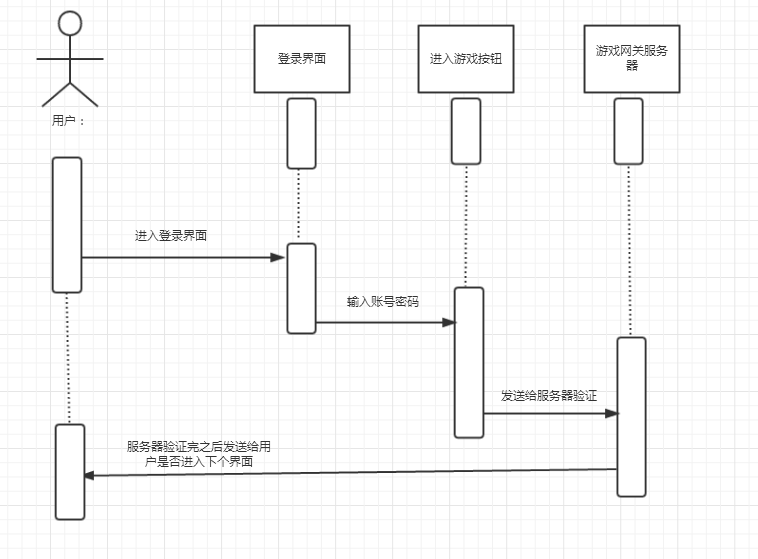 登录界面
进入游戏按钮
游戏网关服务
器
用户：
进入登录界面
输入账号密码
发送给服务器验证
服务器验证完之后发送给用
户是否进入下个界面